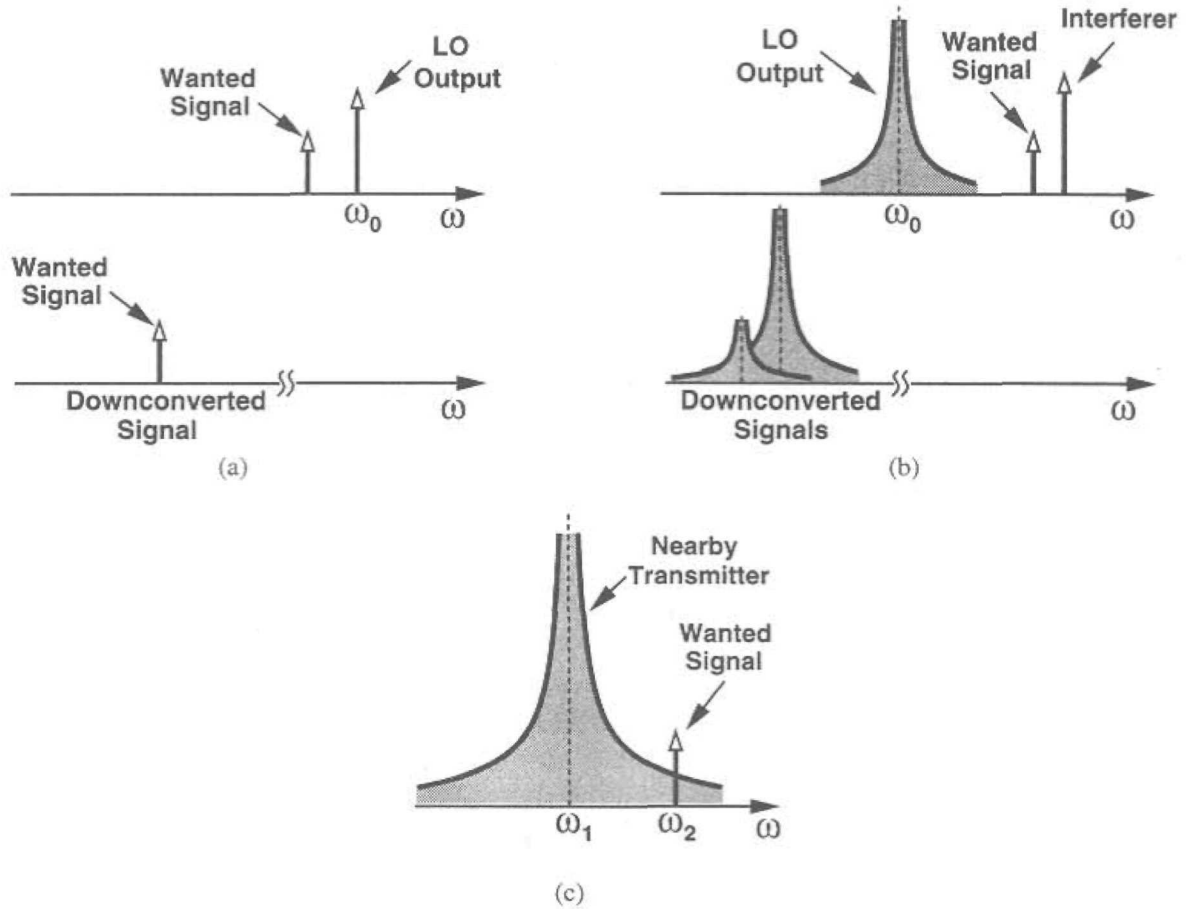 Wanted
Signal
LO
Output
ω₀
ω
Wanted
Signal
Downconverted
Signal
ω
(a)
LO
Output
Wanted
Signal
Interferer
ω₀
ω
Downconverted
Signals
ω
(b)
Nearby
Transmitter
Wanted
Signal
ω₁
ω₂
ω
(c)